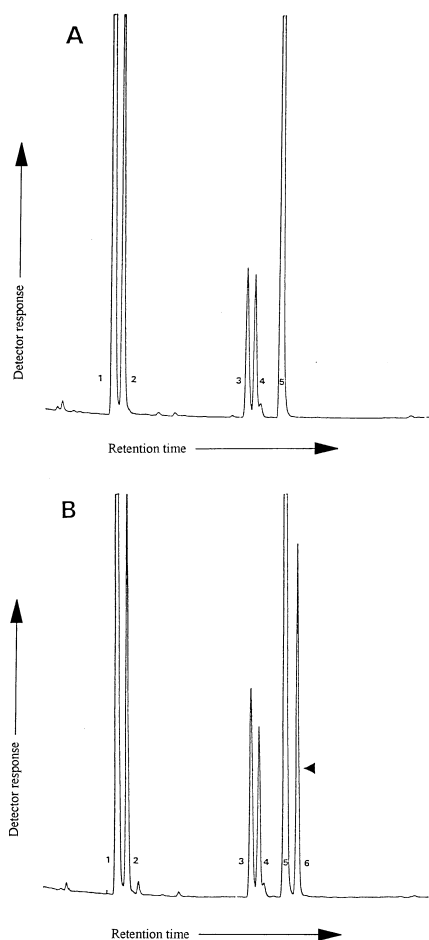 A
Detector response
1 2 3 4 5
Retention time
B
Detector response
1 2 3 4 5 6
Retention time